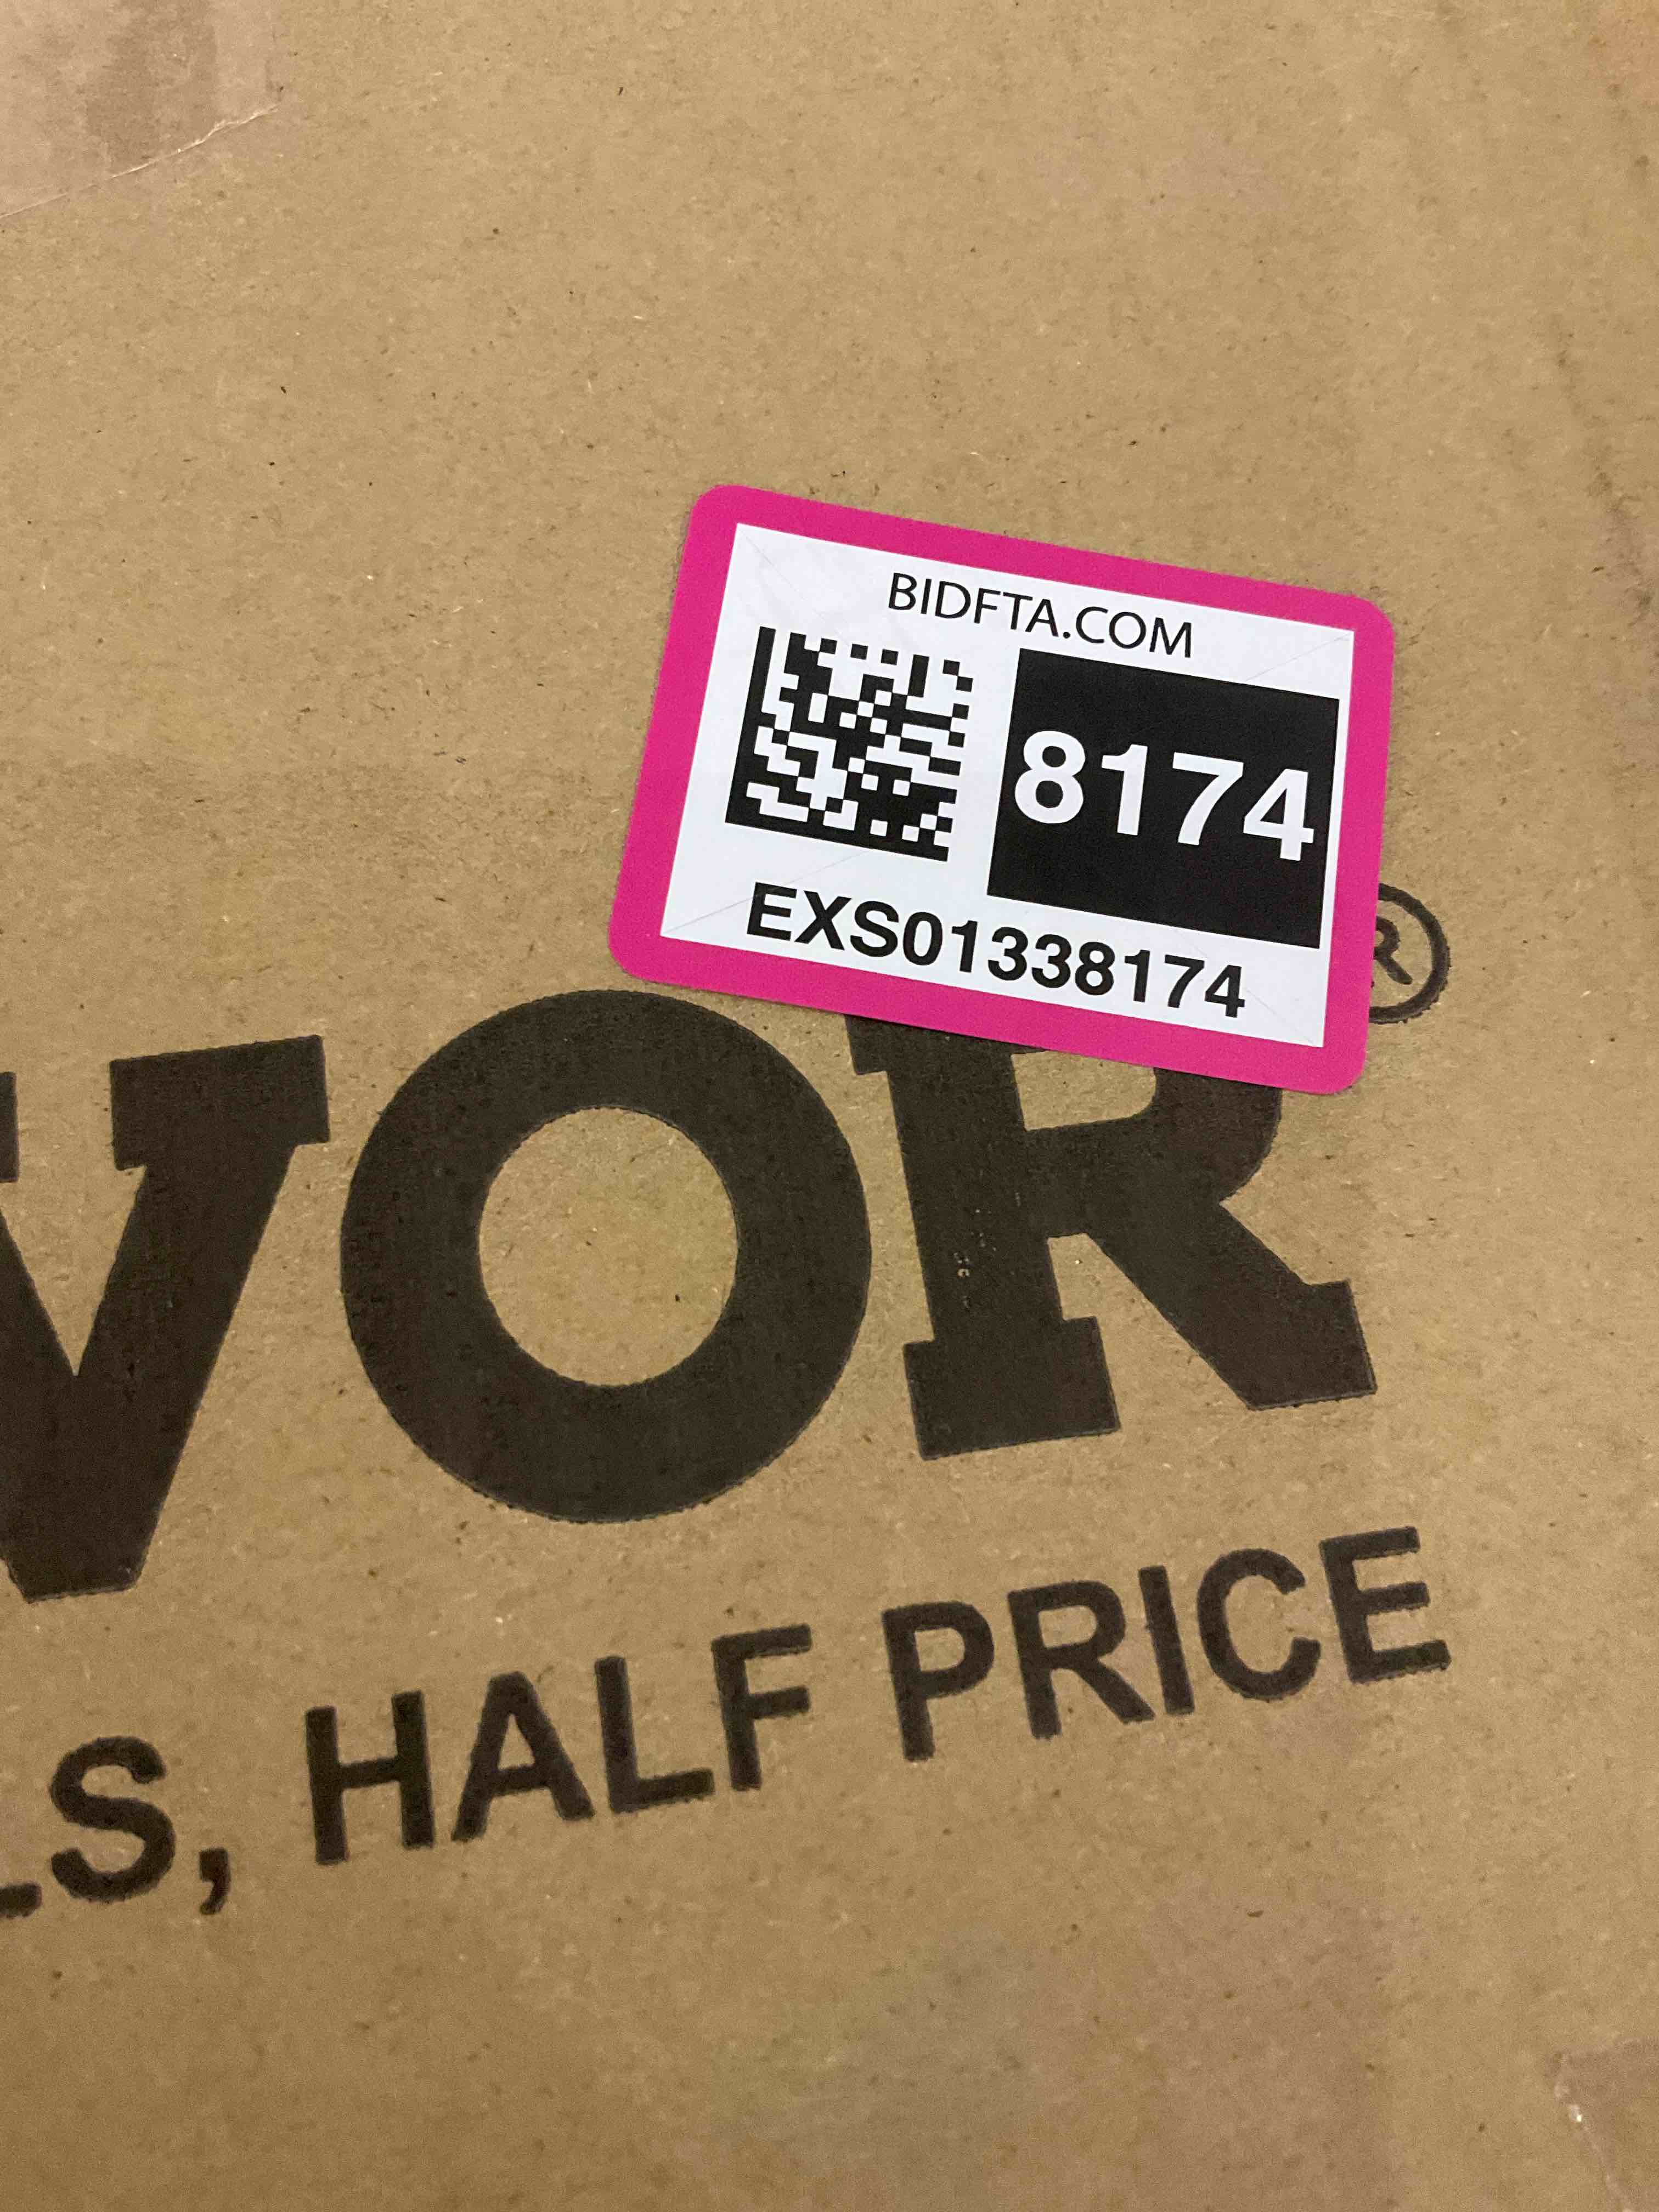 BIDFTA.COM
8174
EXS01338174
VOR®
LS, HALF PRICE